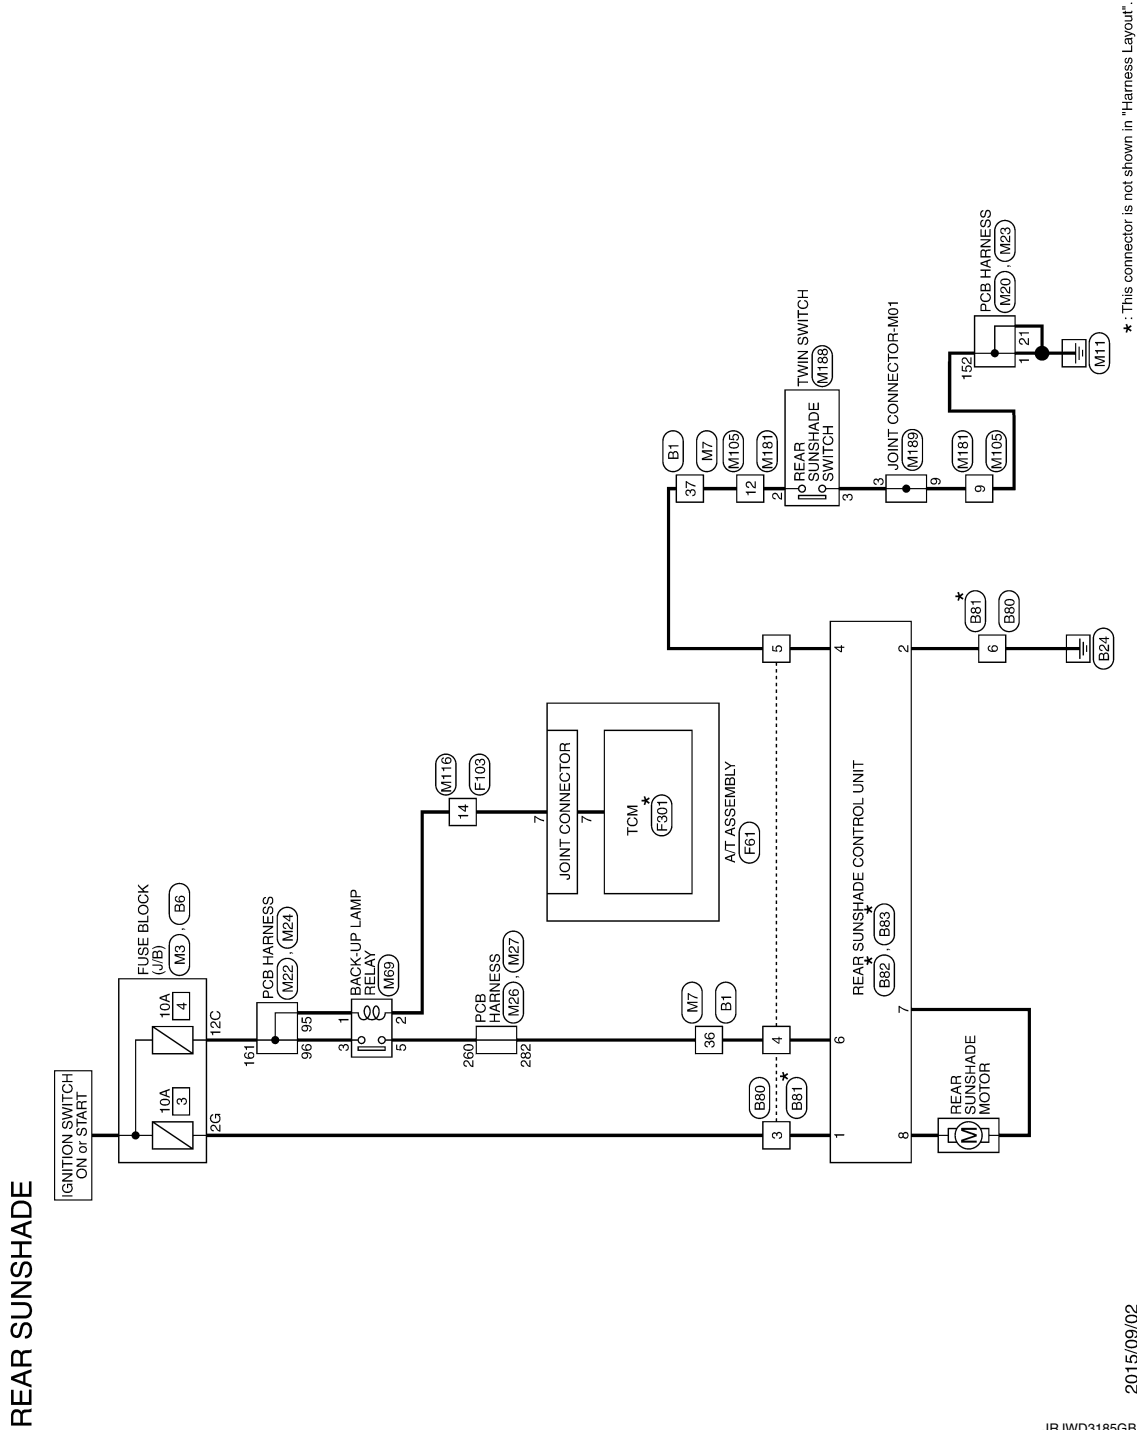 REAR SUNSHADE
IGNITION SWITCH
ON or START
FUSE BLOCK
(J/B)
M3 , B6
10A
3
10A
4
2G
12C
PCB HARNESS
M22 , M24
161
96
95
BACK-UP LAMP
RELAY
M69
3
1
5
2
M116
F103
14
PCB
HARNESS
M26 , M27
260
282
7
JOINT CONNECTOR
7
TCM
*
F301
A/T ASSEMBLY
F61
M7
B1
36
B80
*
B81
3
4
5
B1
M7
37
M105
M181
12
2
TWIN SWITCH
M188
REAR
SUNSHADE
SWITCH
3
JOINT CONNECTOR-M01
M189
3
9
M181
M105
9
PCB HARNESS
M20 , M23
152
1
21
M11
1
6
4
REAR SUNSHADE CONTROL UNIT
* *
B82 , B83
8
7
2
REAR
SUNSHADE
MOTOR
M
*
B81
B80
6
B24
* : This connector is not shown in "Harness Layout".
2015/09/02
JRJWD3185GB